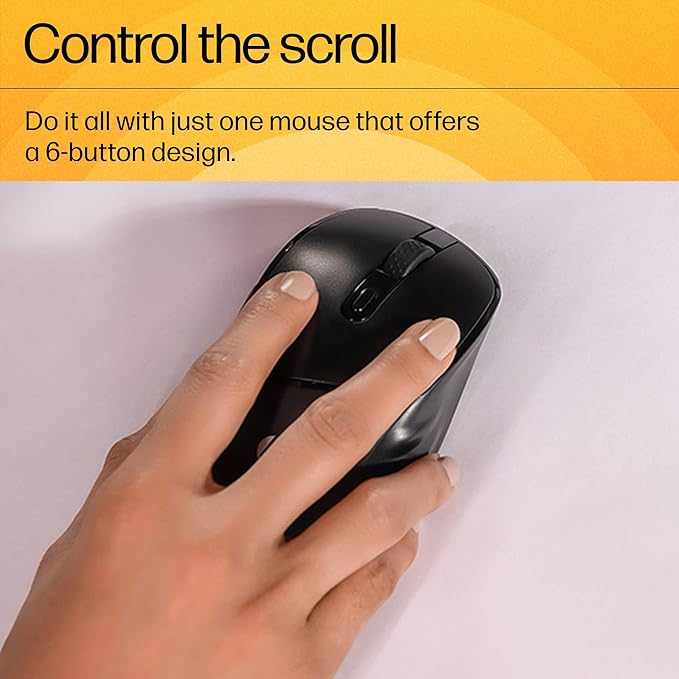 Control the scroll
Do it all with just one mouse that offers
a 6-button design.